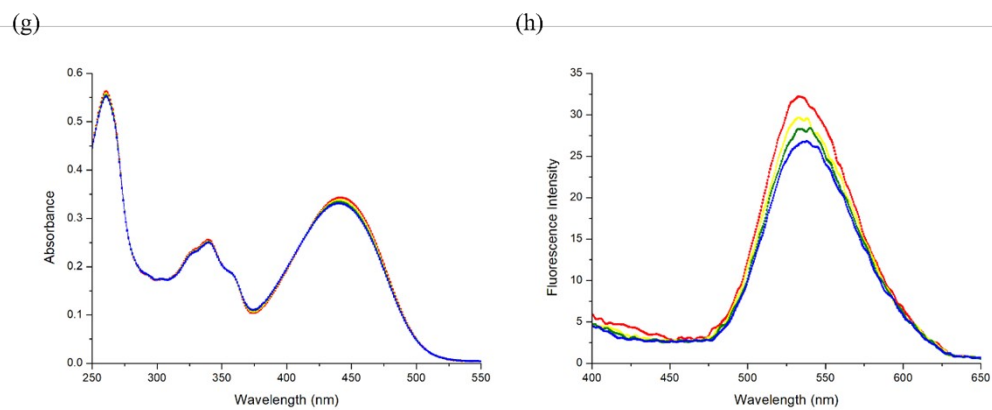 (g)
(h)
0.6
0.5
0.4
0.3
0.2
0.1
0.0
Absorbance
250 300 350 400 450 500 550
Wavelength (nm)
35
30
25
20
15
10
5
0
Fluorescence Intensity
400 450 500 550 600 650
Wavelength (nm)